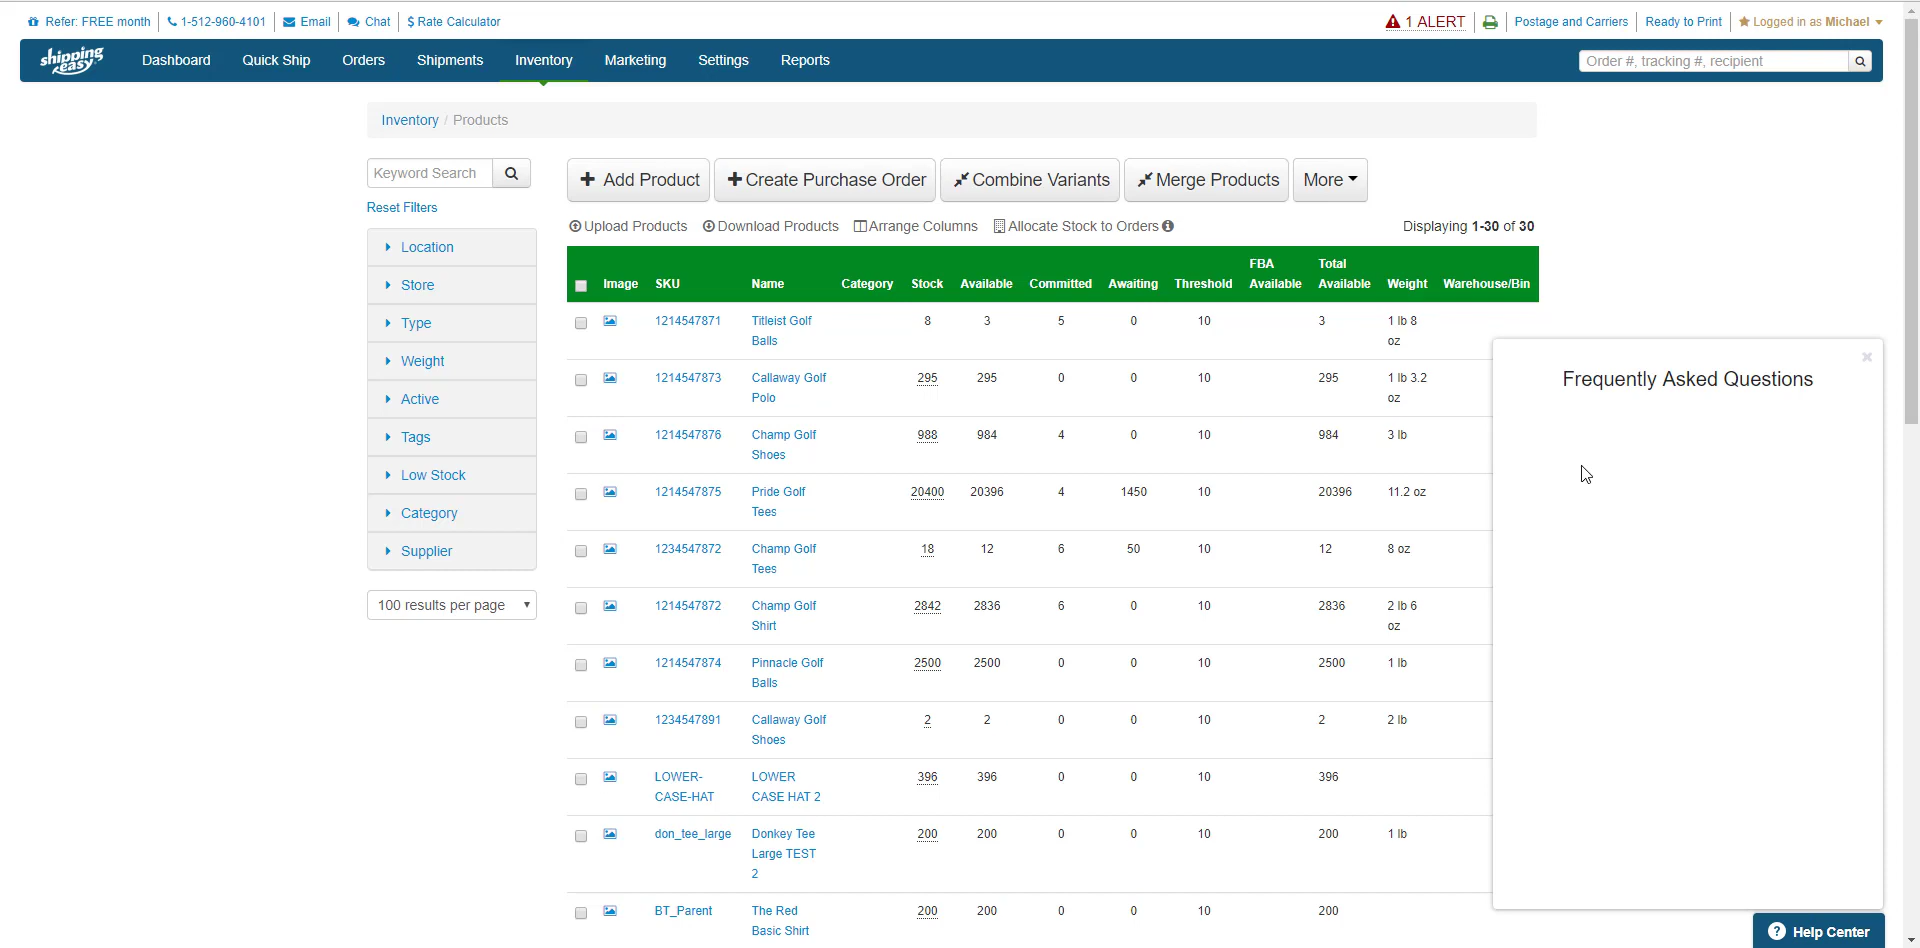 Refer: FREE month 1-512-960-4101 Email Chat $ Rate Calculator 1 ALERT Postage and Carriers Ready to Print Logged in as Michael
shipping easy Dashboard Quick Ship Orders Shipments Inventory Marketing Settings Reports Order #, tracking #, recipient
Inventory / Products
Keyword Search Add Product Create Purchase Order Combine Variants Merge Products More
Reset Filters
Upload Products Download Products Arrange Columns Allocate Stock to Orders Displaying 1-30 of 30
Location
Store
Type
Weight
Active
Tags
Low Stock
Category
Supplier
100 results per page
Image SKU Name Category Stock Available Committed Awaiting Threshold FBA Available Total Available Weight Warehouse/Bin
1214547871 Titleist Golf Balls 8 3 5 0 10 3 1 lb 8 oz
1214547873 Callaway Golf Polo 295 295 0 0 10 295 1 lb 3.2 oz
1214547876 Champ Golf Shoes 988 984 4 0 10 984 3 lb
1214547875 Pride Golf Tees 20400 20396 4 1450 10 20396 11.2 oz
1234547872 Champ Golf Tees 18 12 6 50 10 12 8 oz
1214547872 Champ Golf Shirt 2842 2836 6 0 10 2836 2 lb 6 oz
1214547874 Pinnacle Golf Balls 2500 2500 0 0 10 2500 1 lb
1234547891 Callaway Golf Shoes 2 2 0 0 10 2 2 lb
LOWER-CASE-HAT LOWER CASE HAT 2 396 396 0 0 10 396
don_tee_large Donkey Tee Large TEST 2 200 200 0 0 10 200 1 lb
BT_Parent The Red Basic Shirt 200 200 0 0 10 200
Frequently Asked Questions
Help Center